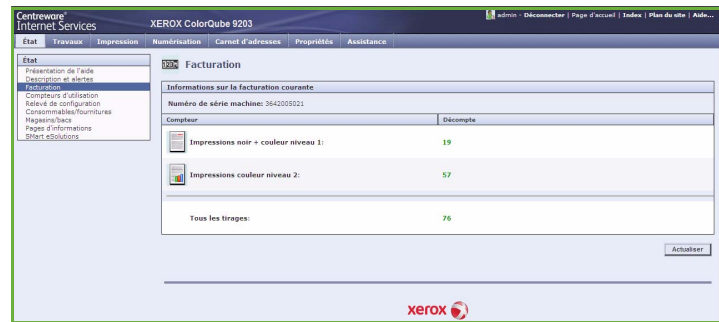 Centreware®
Internet Services
XEROX ColorQube 9203
admin - Déconnecter | Page d'accueil | Index | Plan du site | Aide...
État Travaux Impression Numérisation Carnet d'adresses Propriétés Assistance
État
Présentation de l'aide
Description et alertes
Facturation
Compteurs d'utilisation
Relevé de configuration
Consommables/fournitures
Magasins/bacs
Pages d'informations
SMart eSolutions
Facturation
Informations sur la facturation courante
Numéro de série machine: 3642005021
Compteur Décompte
Impressions noir + couleur niveau 1: 19
Impressions couleur niveau 2: 57
Tous les tirages: 76
Actualiser
xerox